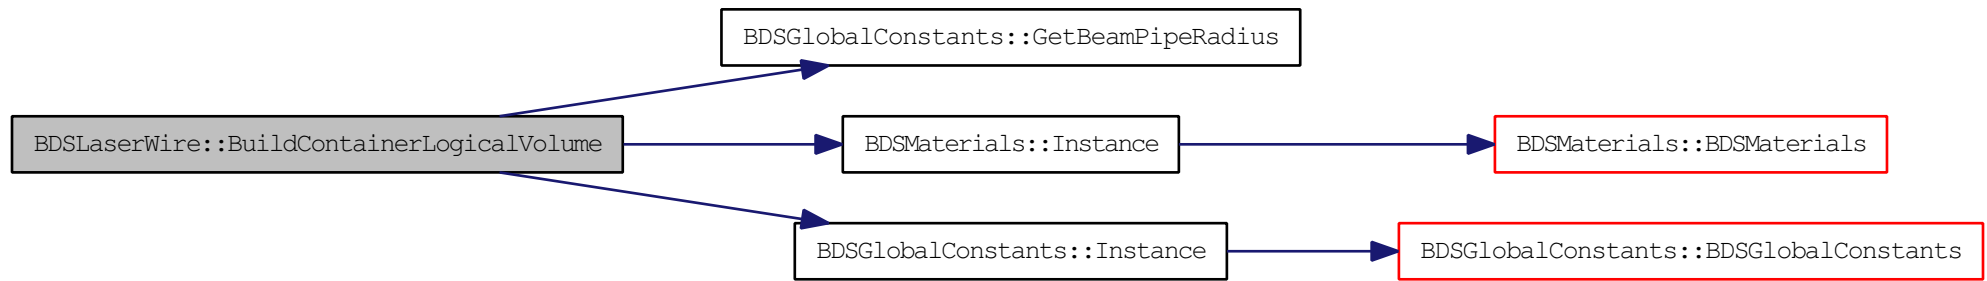 BDSGlobalConstants::GetBeamPipeRadius
BDSLaserWire::BuildContainerLogicalVolume
BDSMaterials::Instance
BDSMaterials::BDSMaterials
BDSGlobalConstants::Instance
BDSGlobalConstants::BDSGlobalConstants